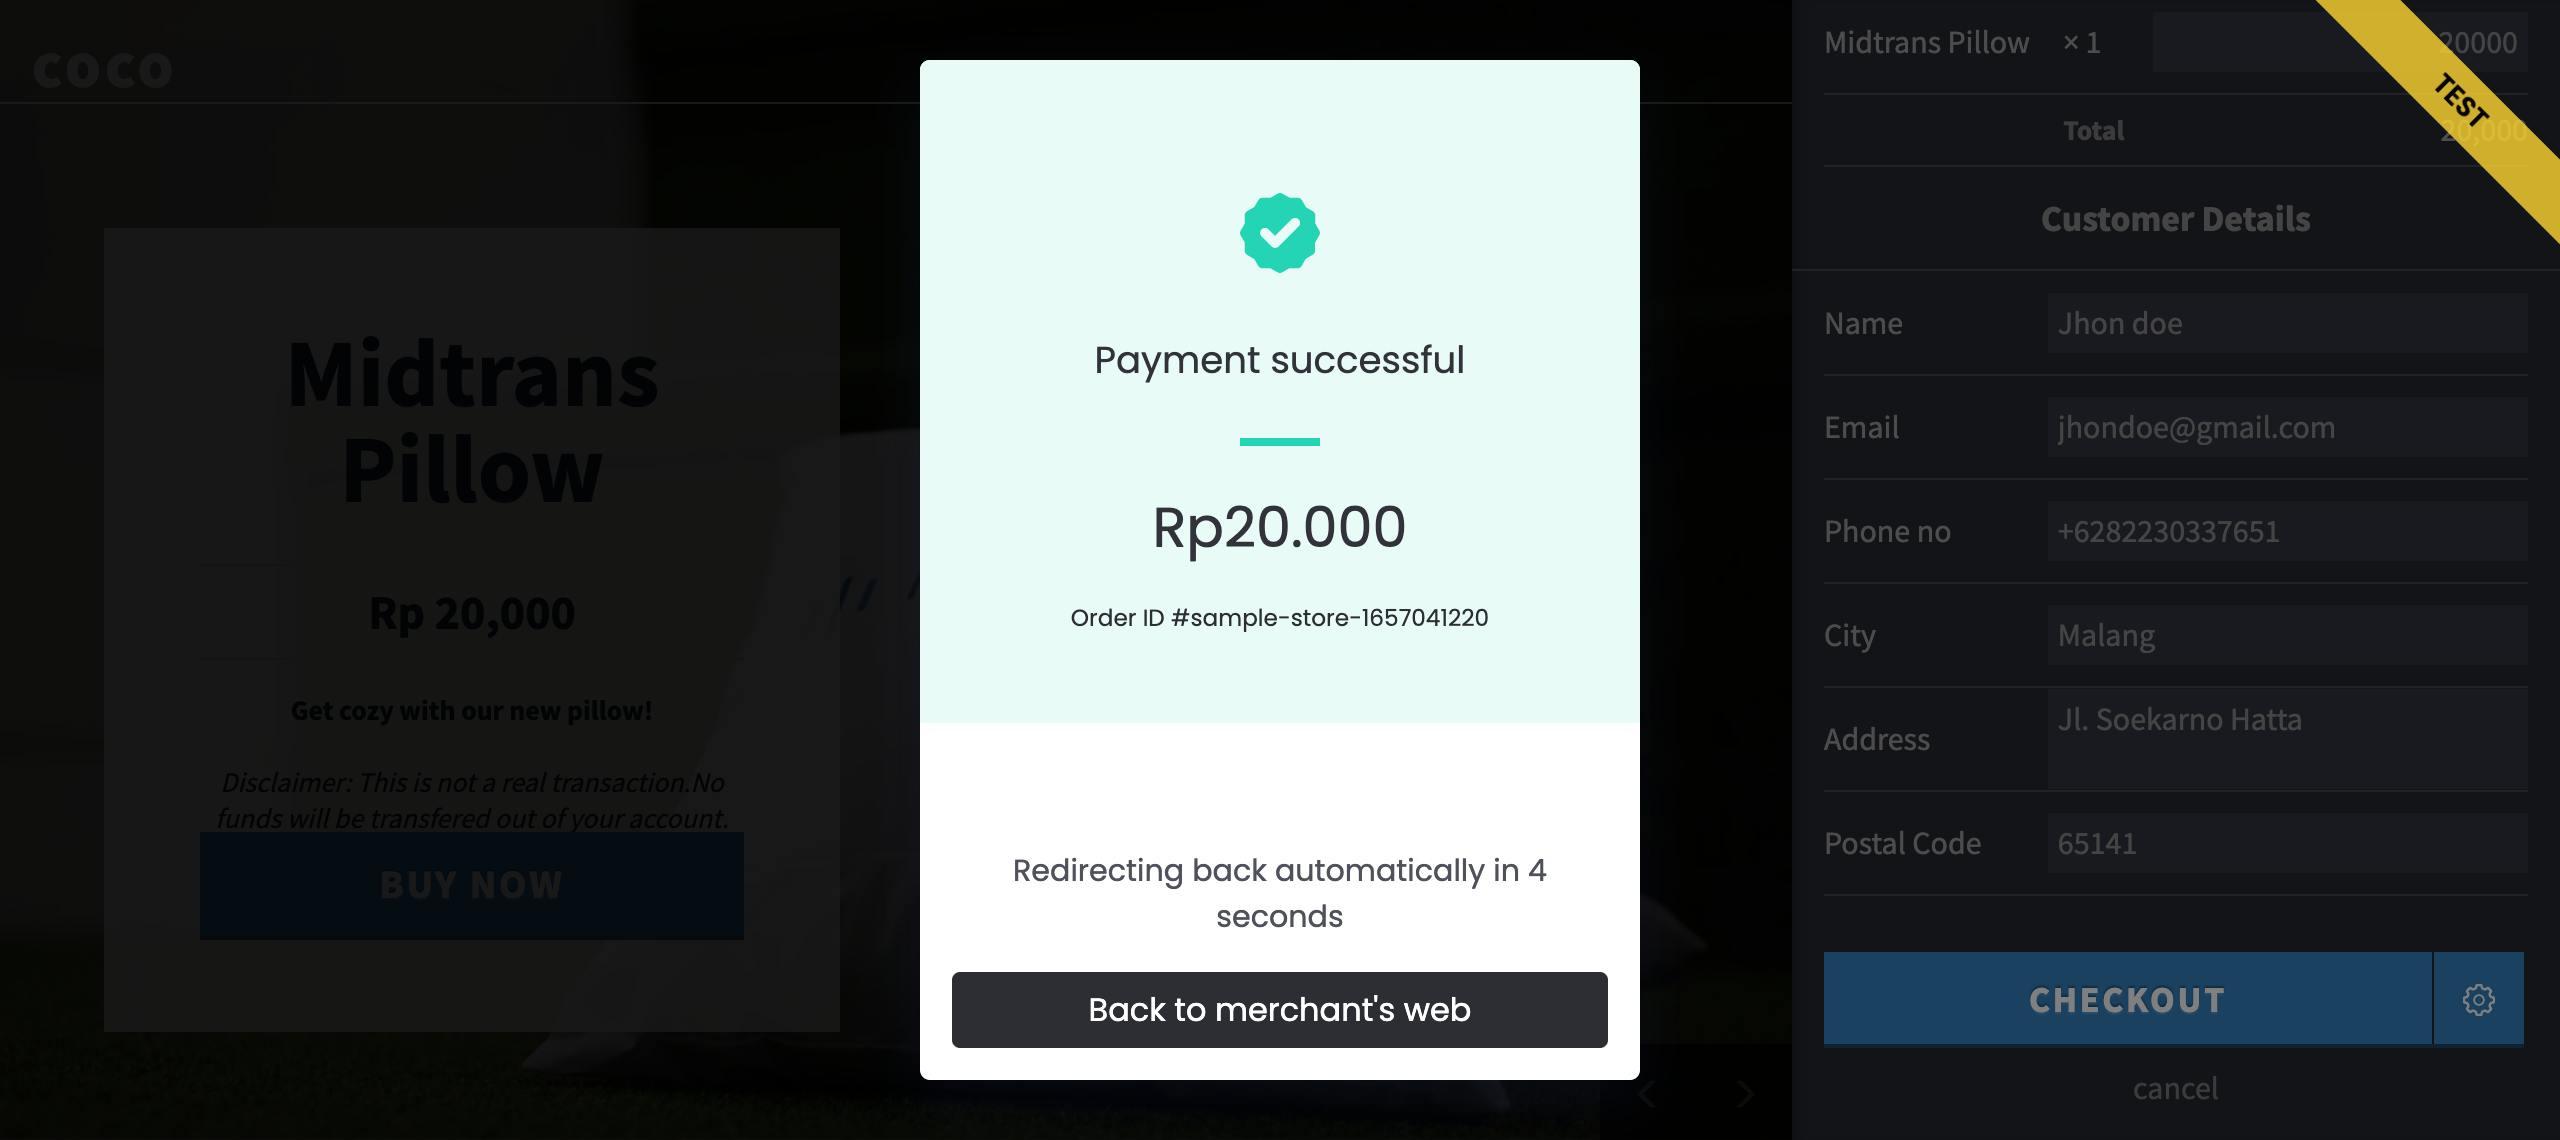 COCO
Midtrans
Pillow
Rp 20,000
Get cozy with our new pillow!
Disclaimer: This is not a real transaction.No
funds will be transfered out of your account.
BUY NOW
Payment successful
Rp20.000
Order ID #sample-store-1657041220
Redirecting back automatically in 4
seconds
Back to merchant's web
Midtrans Pillow × 1 20000
Total 20,000
TEST
Customer Details
Name Jhon doe
Email jhondoe@gmail.com
Phone no +6282230337651
City Malang
Address Jl. Soekarno Hatta
Postal Code 65141
CHECKOUT
cancel